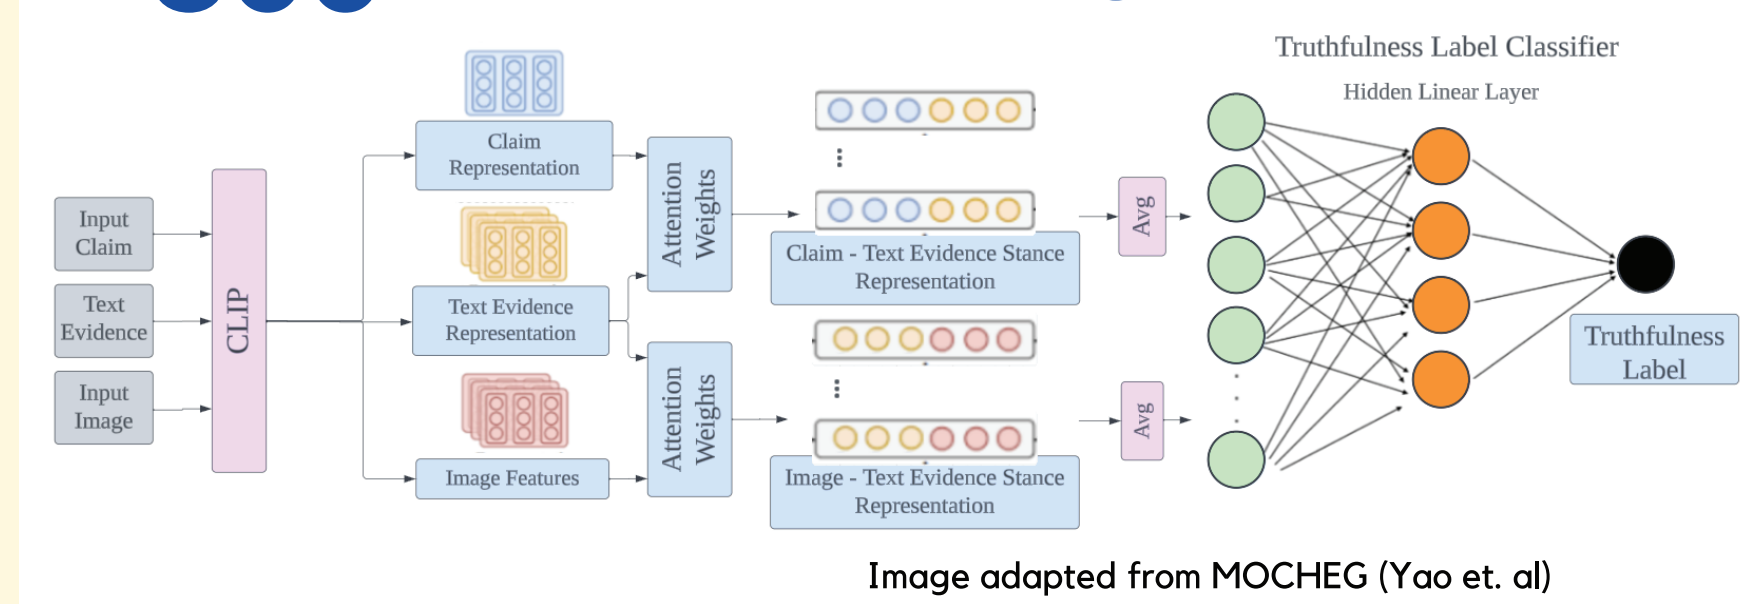 Truthfulness Label Classifier
Hidden Linear Layer
Input
Claim
Text
Evidence
Input
Image
CLIP
Claim
Representation
Text Evidence
Representation
Image Features
Attention
Weights
Attention
Weights
Claim - Text Evidence Stance
Representation
Image - Text Evidence Stance
Representation
Avg
Avg
Truthfulness
Label
Image adapted from MOCHEG (Yao et. al)